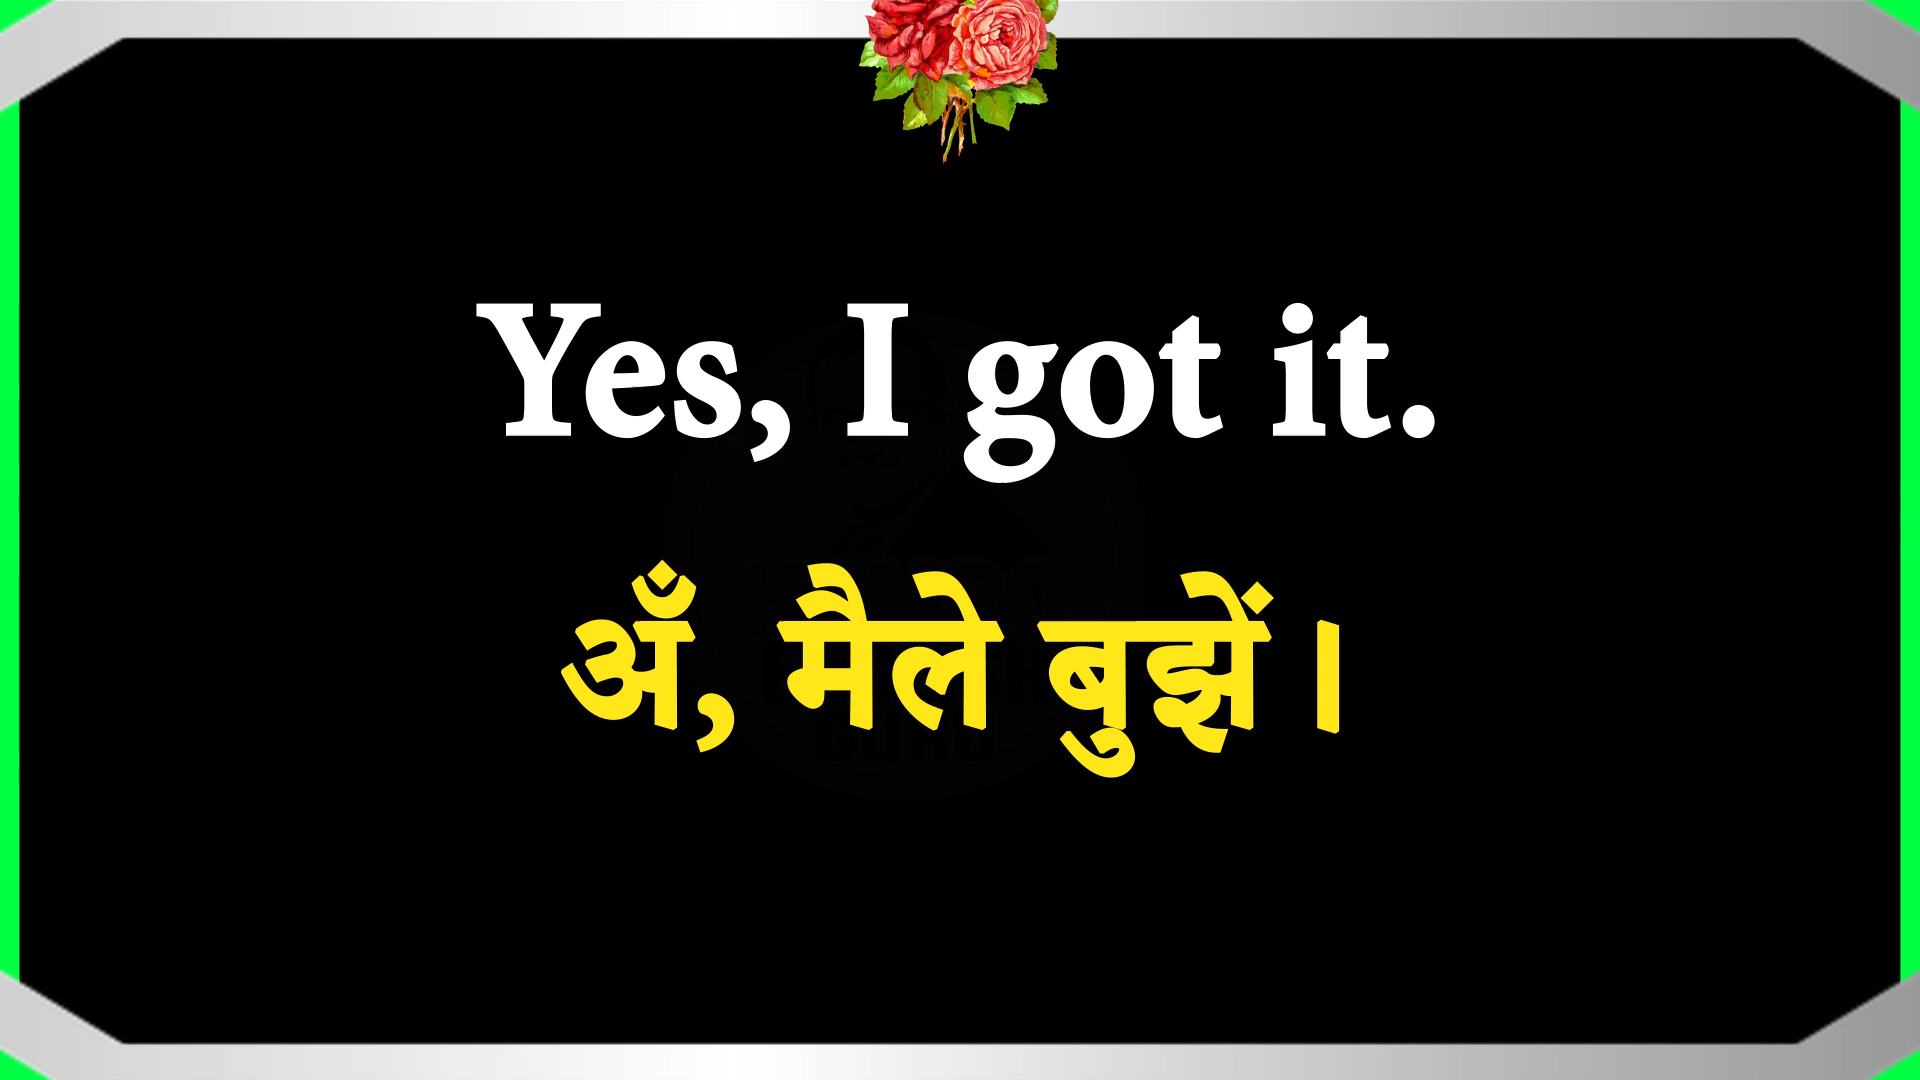 Yes, I got it.
अँ, मैले बुझें।